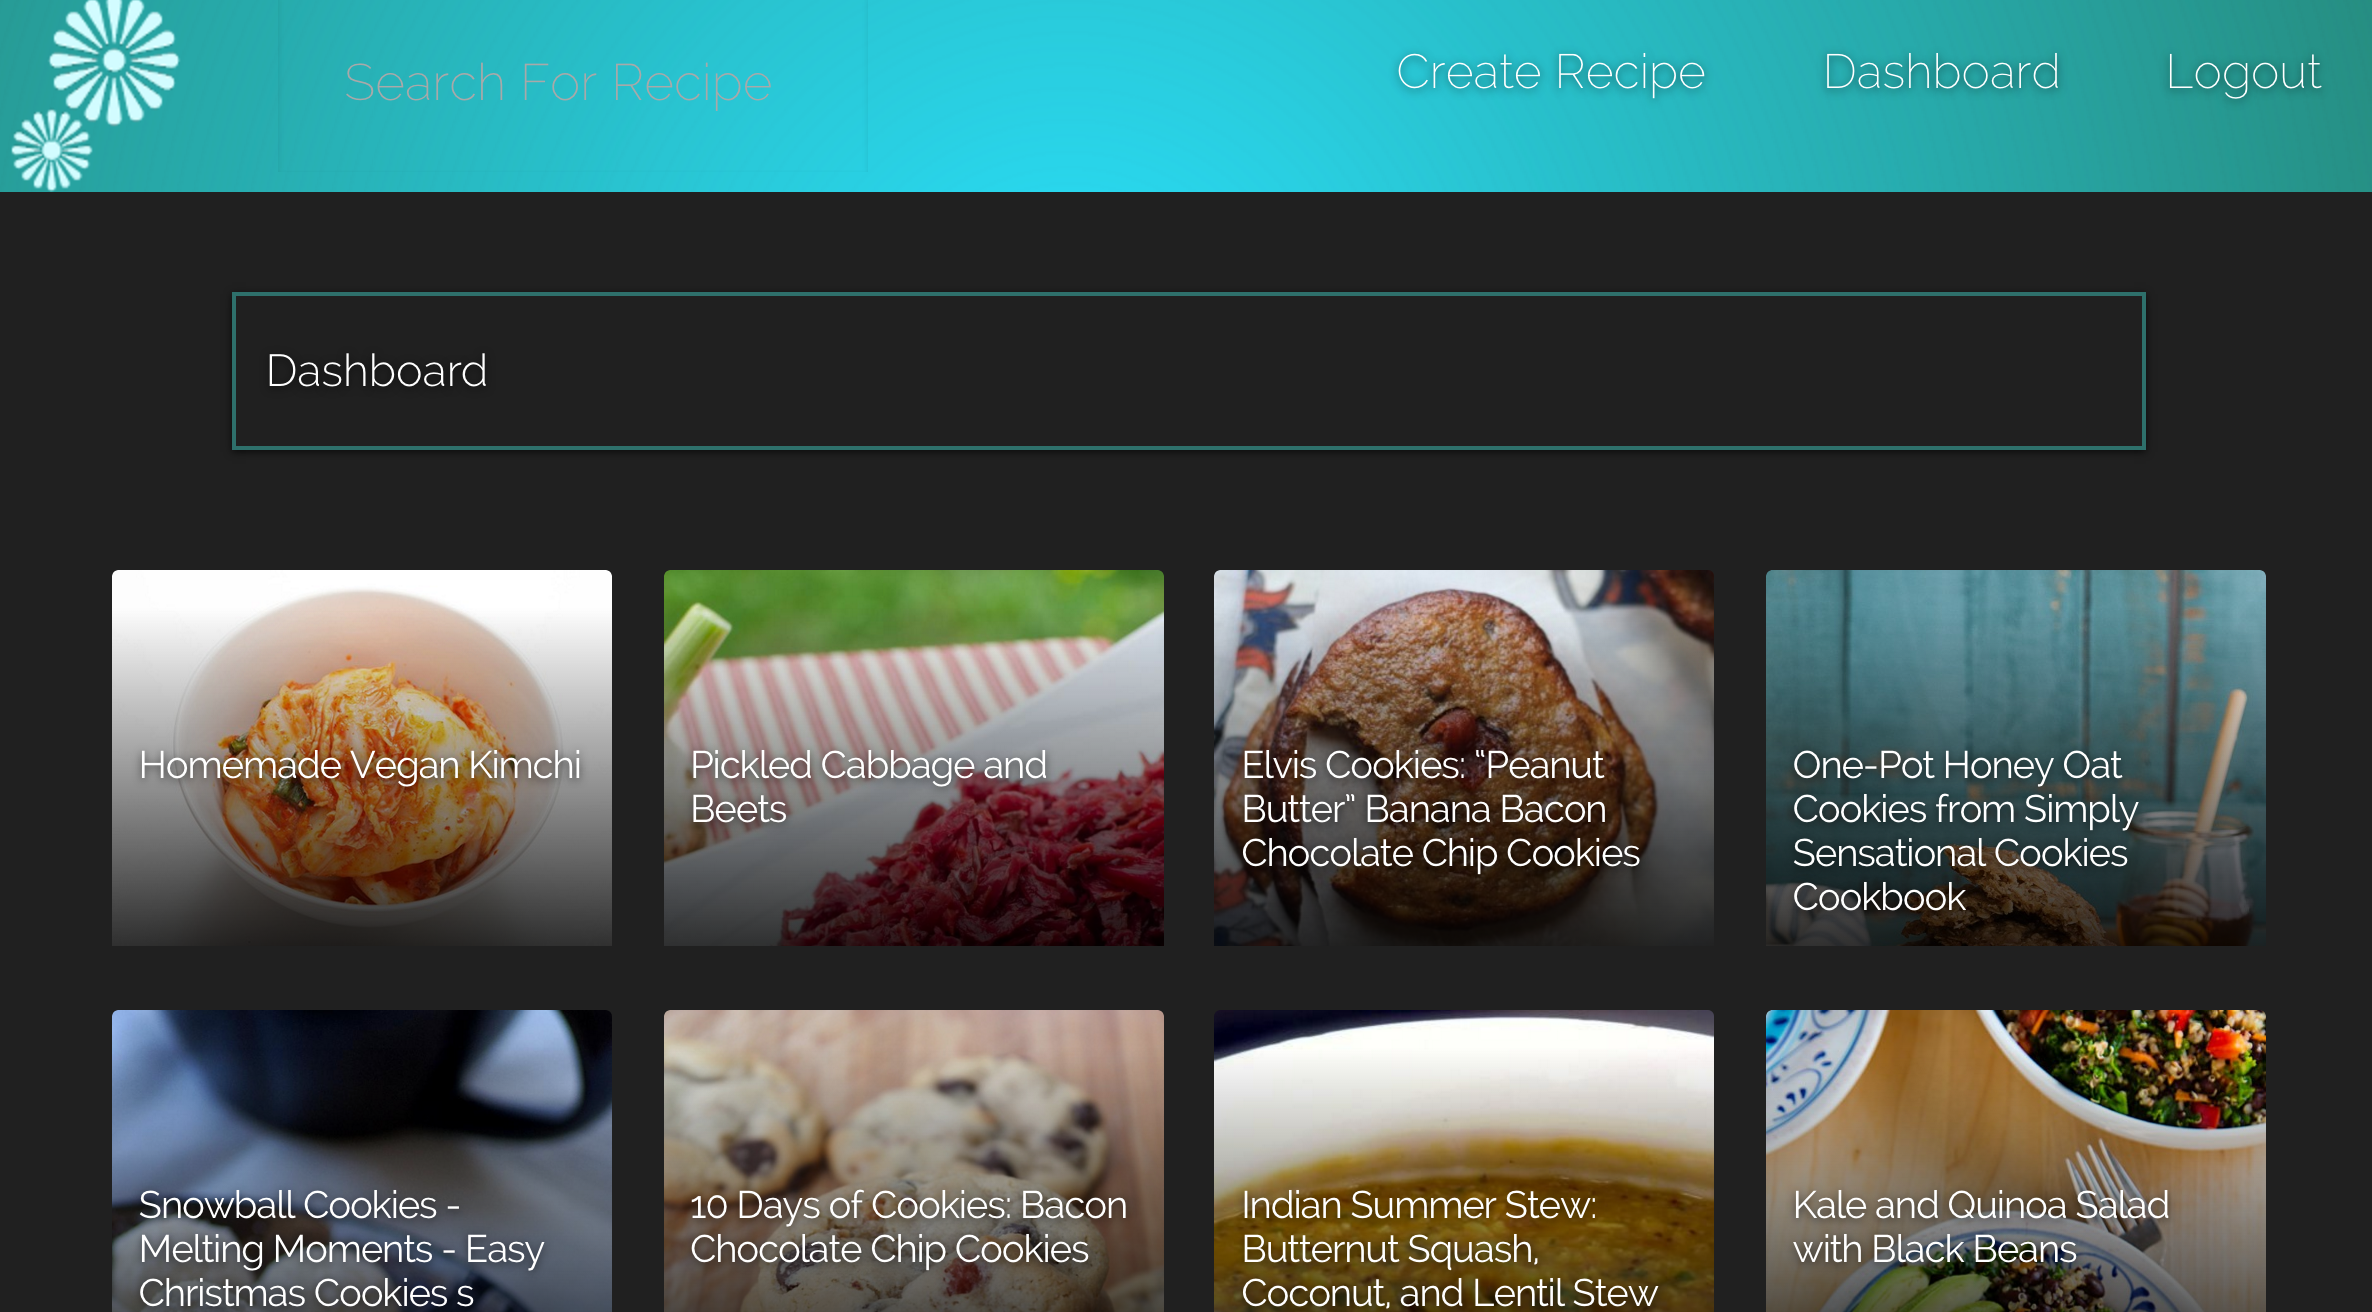 Search For Recipe
Create Recipe
Dashboard
Logout
Dashboard
Homemade Vegan Kimchi
Pickled Cabbage and
Beets
Elvis Cookies: “Peanut
Butter” Banana Bacon
Chocolate Chip Cookies
One-Pot Honey Oat
Cookies from Simply
Sensational Cookies
Cookbook
Snowball Cookies -
Melting Moments - Easy
Christmas Cookies s
10 Days of Cookies: Bacon
Chocolate Chip Cookies
Indian Summer Stew:
Butternut Squash,
Coconut, and Lentil Stew
Kale and Quinoa Salad
with Black Beans